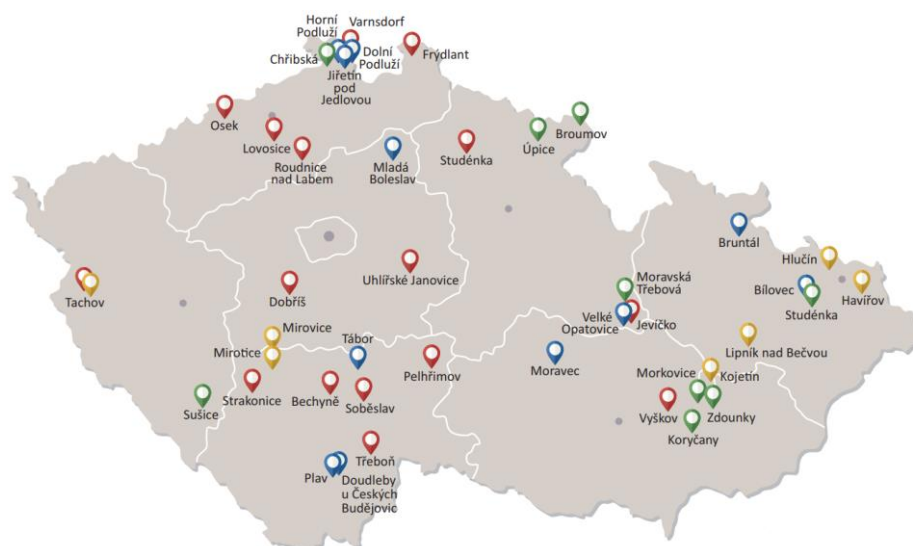 Horní
Podluží
Varnsdorf
Chřibská
Dolní
Podluží
Frýdlant
Jiřetín
pod
Jedlovou
Osek
Lovosice
Roudnice
nad Labem
Mladá
Boleslav
Studénka
Úpice
Broumov
Bruntál
Hlučín
Tachov
Dobříš
Uhlířské Janovice
Moravská
Třebová
Bílovec
Havířov
Studénka
Velké
Opatovice
Jevíčko
Mirovice
Mirotice
Tábor
Lipník nad Bečvou
Pelhřimov
Moravec
Morkovice
Kojetín
Sušice
Strakonice
Bechyně
Soběslav
Vyškov
Zdounky
Koryčany
Třeboň
Plav
Doudleby
u Českých
Budějovic